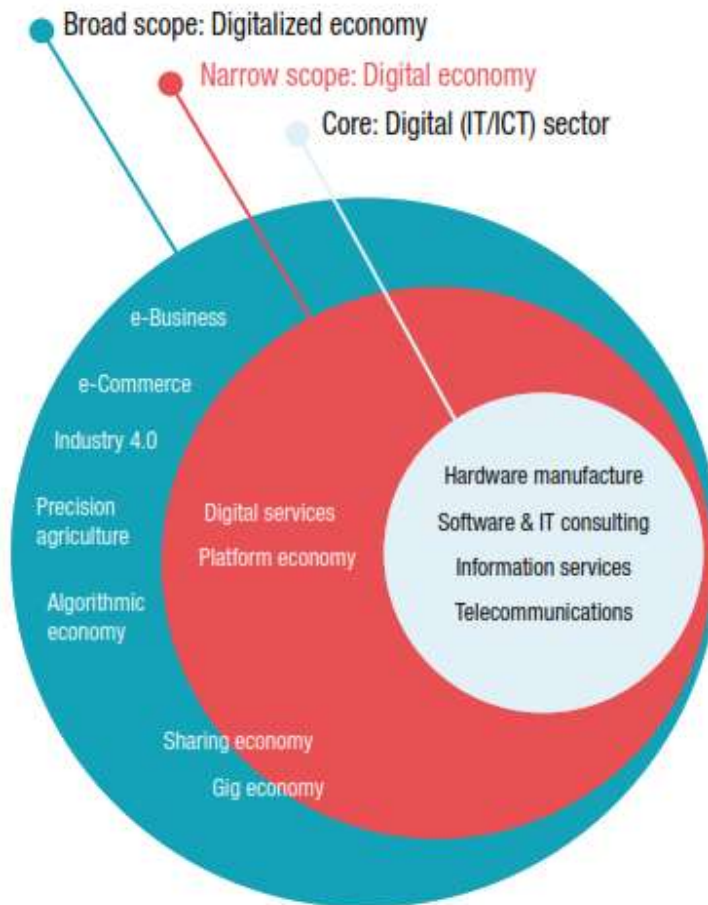 Broad scope: Digitalized economy
Narrow scope: Digital economy
Core: Digital (IT/ICT) sector
e-Business
e-Commerce
Industry 4.0
Precision
agriculture
Algorithmic
economy
Digital services
Platform economy
Hardware manufacture
Software & IT consulting
Information services
Telecommunications
Sharing economy
Gig economy